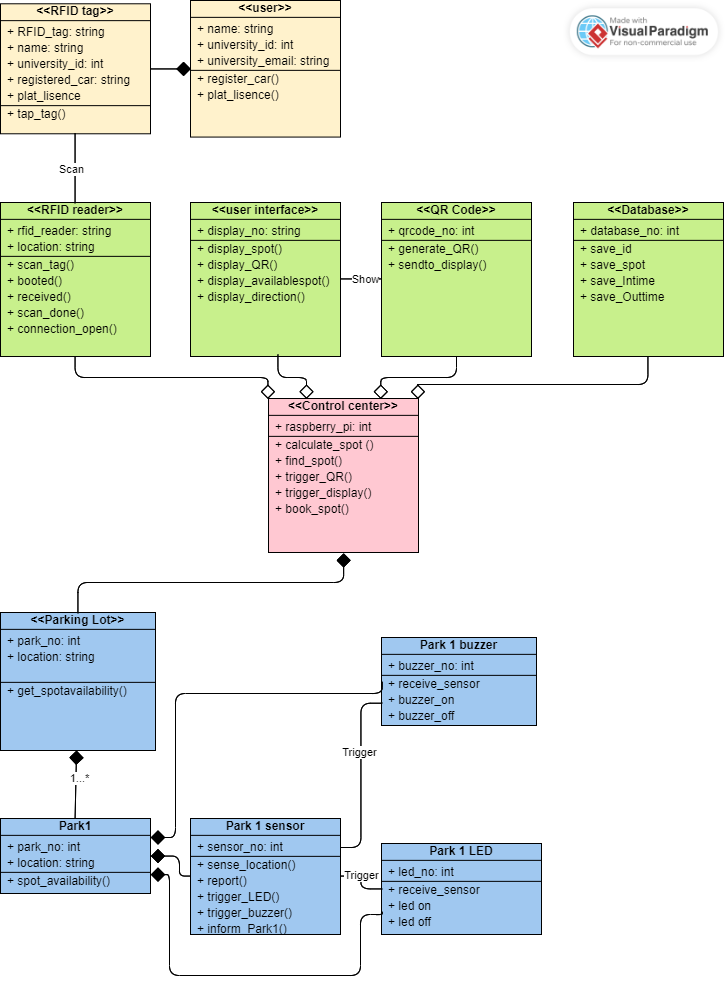 Made with
VisualParadigm
For non-commercial use
<<RFID tag>>
+ RFID_tag: string
+ name: string
+ university_id: int
+ registered_car: string
+ plat_lisence
+ tap_tag()
<<user>>
+ name: string
+ university_id: int
+ university_email: string
+ register_car()
+ plat_lisence()
Scan
<<RFID reader>>
+ rfid_reader: string
+ location: string
+ scan_tag()
+ booted()
+ received()
+ scan_done()
+ connection_open()
<<user interface>>
+ display_no: string
+ display_spot()
+ display_QR()
+ display_availablespot()
+ display_direction()
Show
<<QR Code>>
+ qrcode_no: int
+ generate_QR()
+ sendto_display()
<<Database>>
+ database_no: int
+ save_id
+ save_spot
+ save_Intime
+ save_Outtime
<<Control center>>
+ raspberry_pi: int
+ calculate_spot ()
+ find_spot()
+ trigger_QR()
+ trigger_display()
+ book_spot()
<<Parking Lot>>
+ park_no: int
+ location: string
+ get_spotavailability()
Park 1 buzzer
+ buzzer_no: int
+ receive_sensor
+ buzzer_on
+ buzzer_off
Trigger
1...*
Park1
+ park_no: int
+ location: string
+ spot_availability()
Park 1 sensor
+ sensor_no: int
+ sense_location()
+ report()
+ trigger_LED()
+ trigger_buzzer()
+ inform_Park1()
Trigger
Park 1 LED
+ led_no: int
+ receive_sensor
+ led on
+ led off